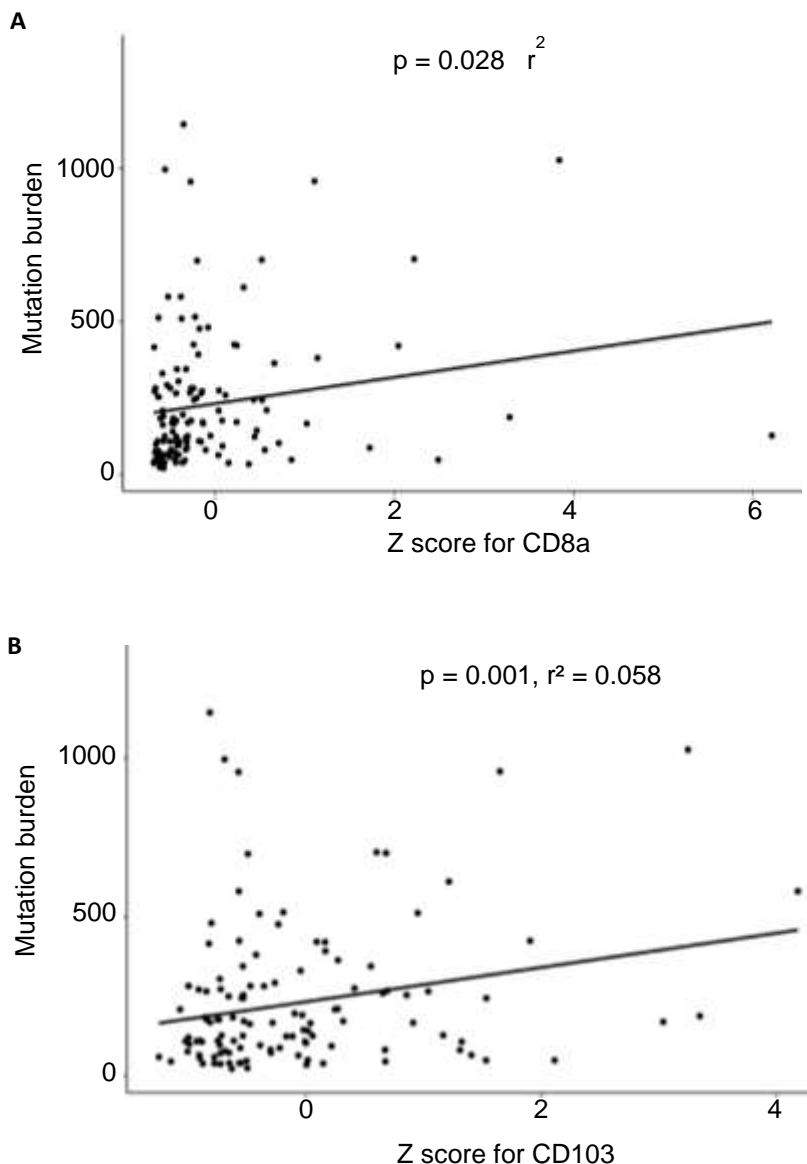 A
p = 0.028 r²
Mutation burden
1000
500
0
0 2 4 6
Z score for CD8a
B
p = 0.001, r² = 0.058
Mutation burden
1000
500
0
0 2 4
Z score for CD103